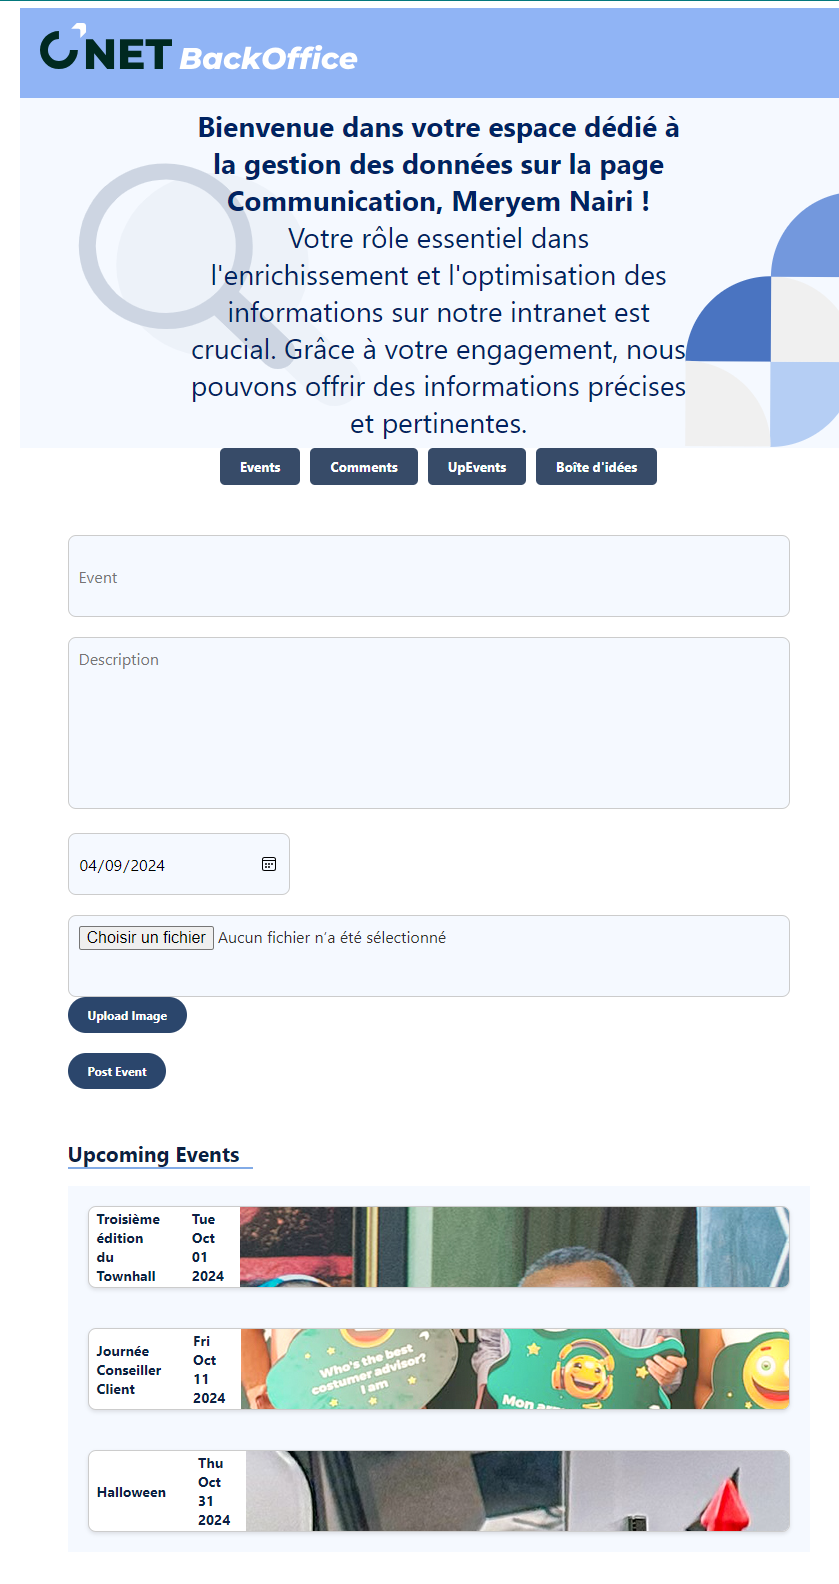 ONET BackOffice
Bienvenue dans votre espace dédié à
la gestion des données sur la page
Communication, Meryem Nairi !
Votre rôle essentiel dans
l'enrichissement et l'optimisation des
informations sur notre intranet est
crucial. Grâce à votre engagement, nous
pouvons offrir des informations précises
et pertinentes.
Events Comments UpEvents Boîte d'idées
Event
Description
04/09/2024
Choisir un fichier Aucun fichier n'a été sélectionné
Upload Image
Post Event
Upcoming Events
Troisième
édition
du
Townhall
Tue
Oct
01
2024
Journée
Conseiller
Client
Fri
Oct
11
2024
Who's the best
costumer advisor?
I am
Mon
Halloween
Thu
Oct
31
2024